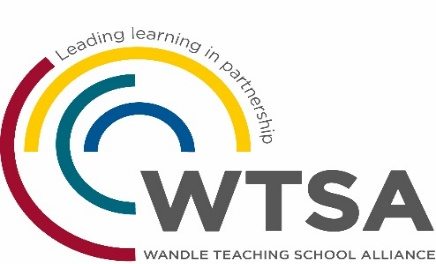 Leading learning in partnership
WTSA
WANDLE TEACHING SCHOOL ALLIANCE